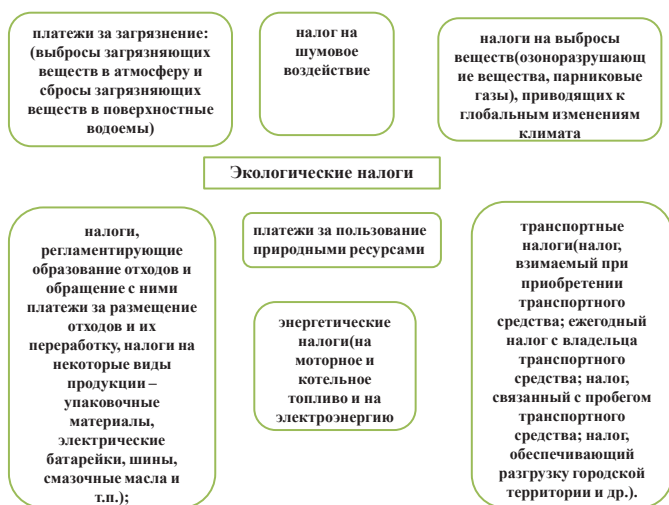 платежи за загрязнение:
(выбросы загрязняющих
веществ в атмосферу и
сбросы загрязняющих
веществ в поверхностные
водоемы)
налог на
шумовое
воздействие
налоги на выбросы
веществ(озоноразрушающ
ие вещества, парниковые
газы), приводящих к
глобальным изменениям
климата
Экологические налоги
налоги,
регламентирующие
образование отходов и
обращение с ними
платежи за размещение
отходов и их
переработку, налоги на
некоторые виды
продукции –
упаковочные
материалы,
электрические
батарейки, шины,
смазочные масла и
т.п.);
платежи за пользование
природными ресурсами
энергетические
налоги(на
моторное и
котельное
топливо и на
электроэнергию
транспортные
налоги(налог,
взимаемый при
приобретении
транспортного
средства; ежегодный
налог с владельца
транспортного
средства; налог,
связанный с пробегом
транспортного
средства; налог,
обеспечивающий
разгрузку городской
территории и др.).